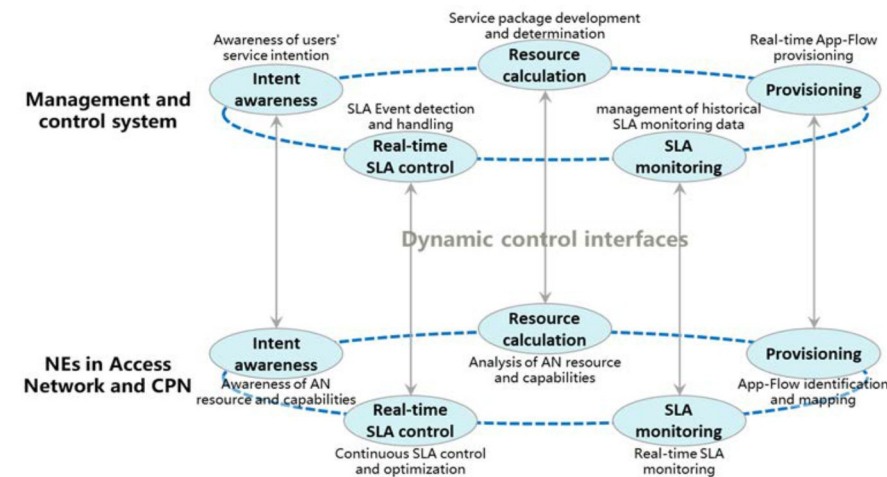 Service package development
and determination
Awareness of users'
service intention
Real-time App-Flow
provisioning
Resource
calculation
Intent
awareness
Provisioning
Management and
control system
SLA Event detection
and handling
management of historical
SLA monitoring data
Real-time
SLA control
SLA
monitoring
Dynamic control interfaces
Resource
calculation
Intent
awareness
Provisioning
NEs in Access
Network and CPN
Analysis of AN resource
and capabilities
Awareness of AN
resource and capabilities
App-Flow identification
and mapping
Real-time
SLA control
SLA
monitoring
Continuous SLA control
and optimization
Real-time SLA
monitoring